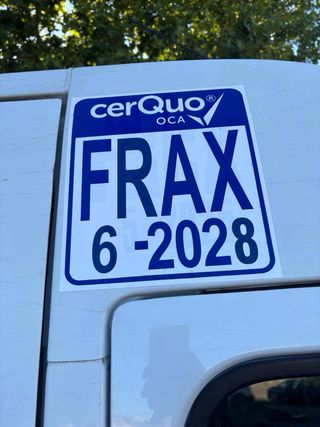 cerQuo®
OCA
FRAX
6 -2028